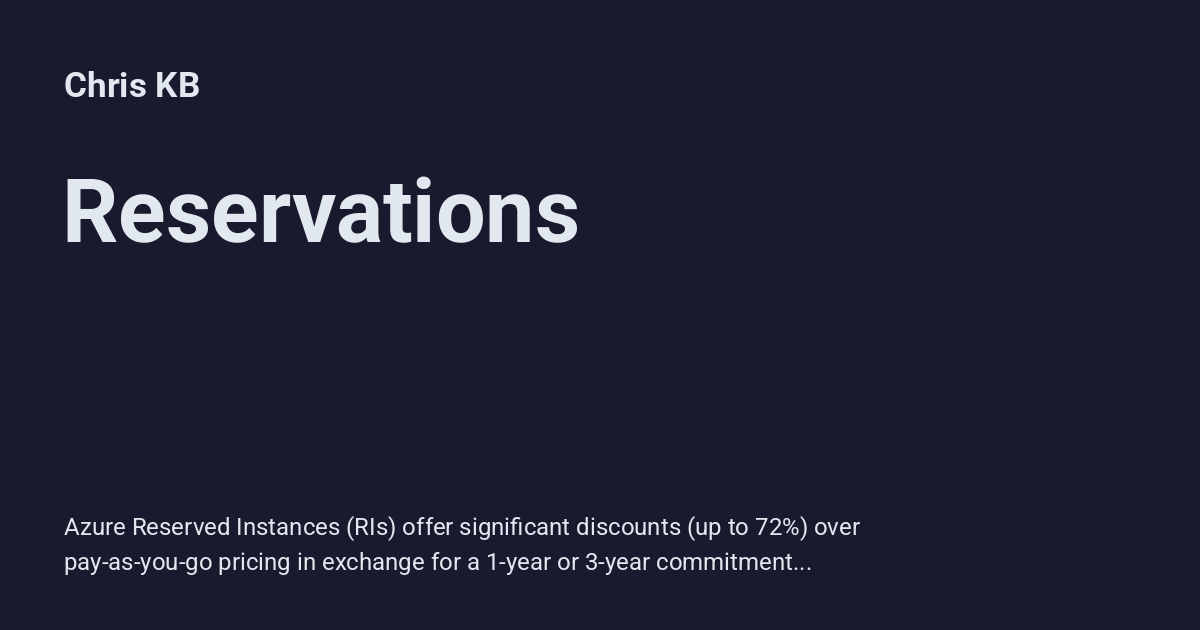 Chris KB
Reservations
Azure Reserved Instances (RIs) offer significant discounts (up to 72%) over
pay-as-you-go pricing in exchange for a 1-year or 3-year commitment...